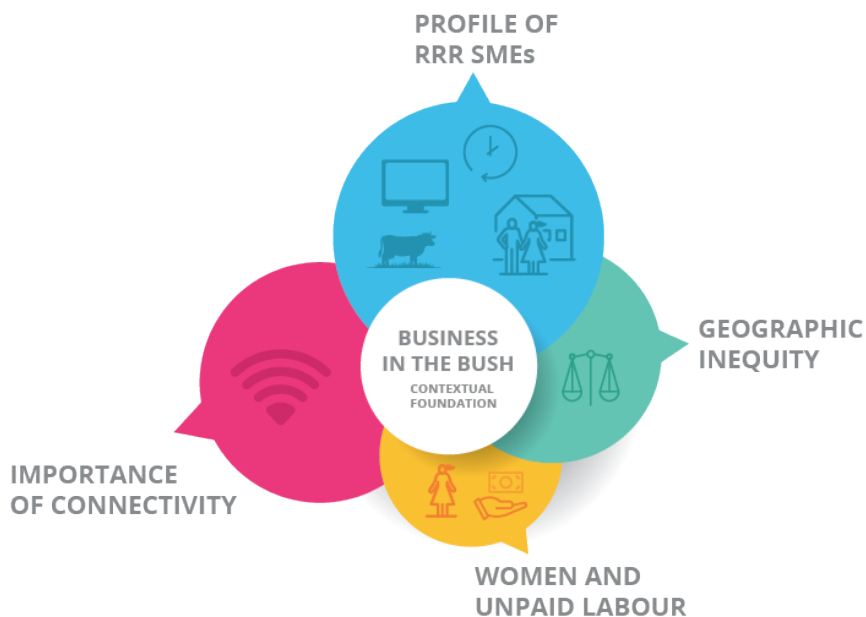 PROFILE OF
RRR SMEs
GEOGRAPHIC
INEQUITY
BUSINESS
IN THE BUSH
CONTEXTUAL
FOUNDATION
IMPORTANCE
OF CONNECTIVITY
WOMEN AND
UNPAID LABOUR